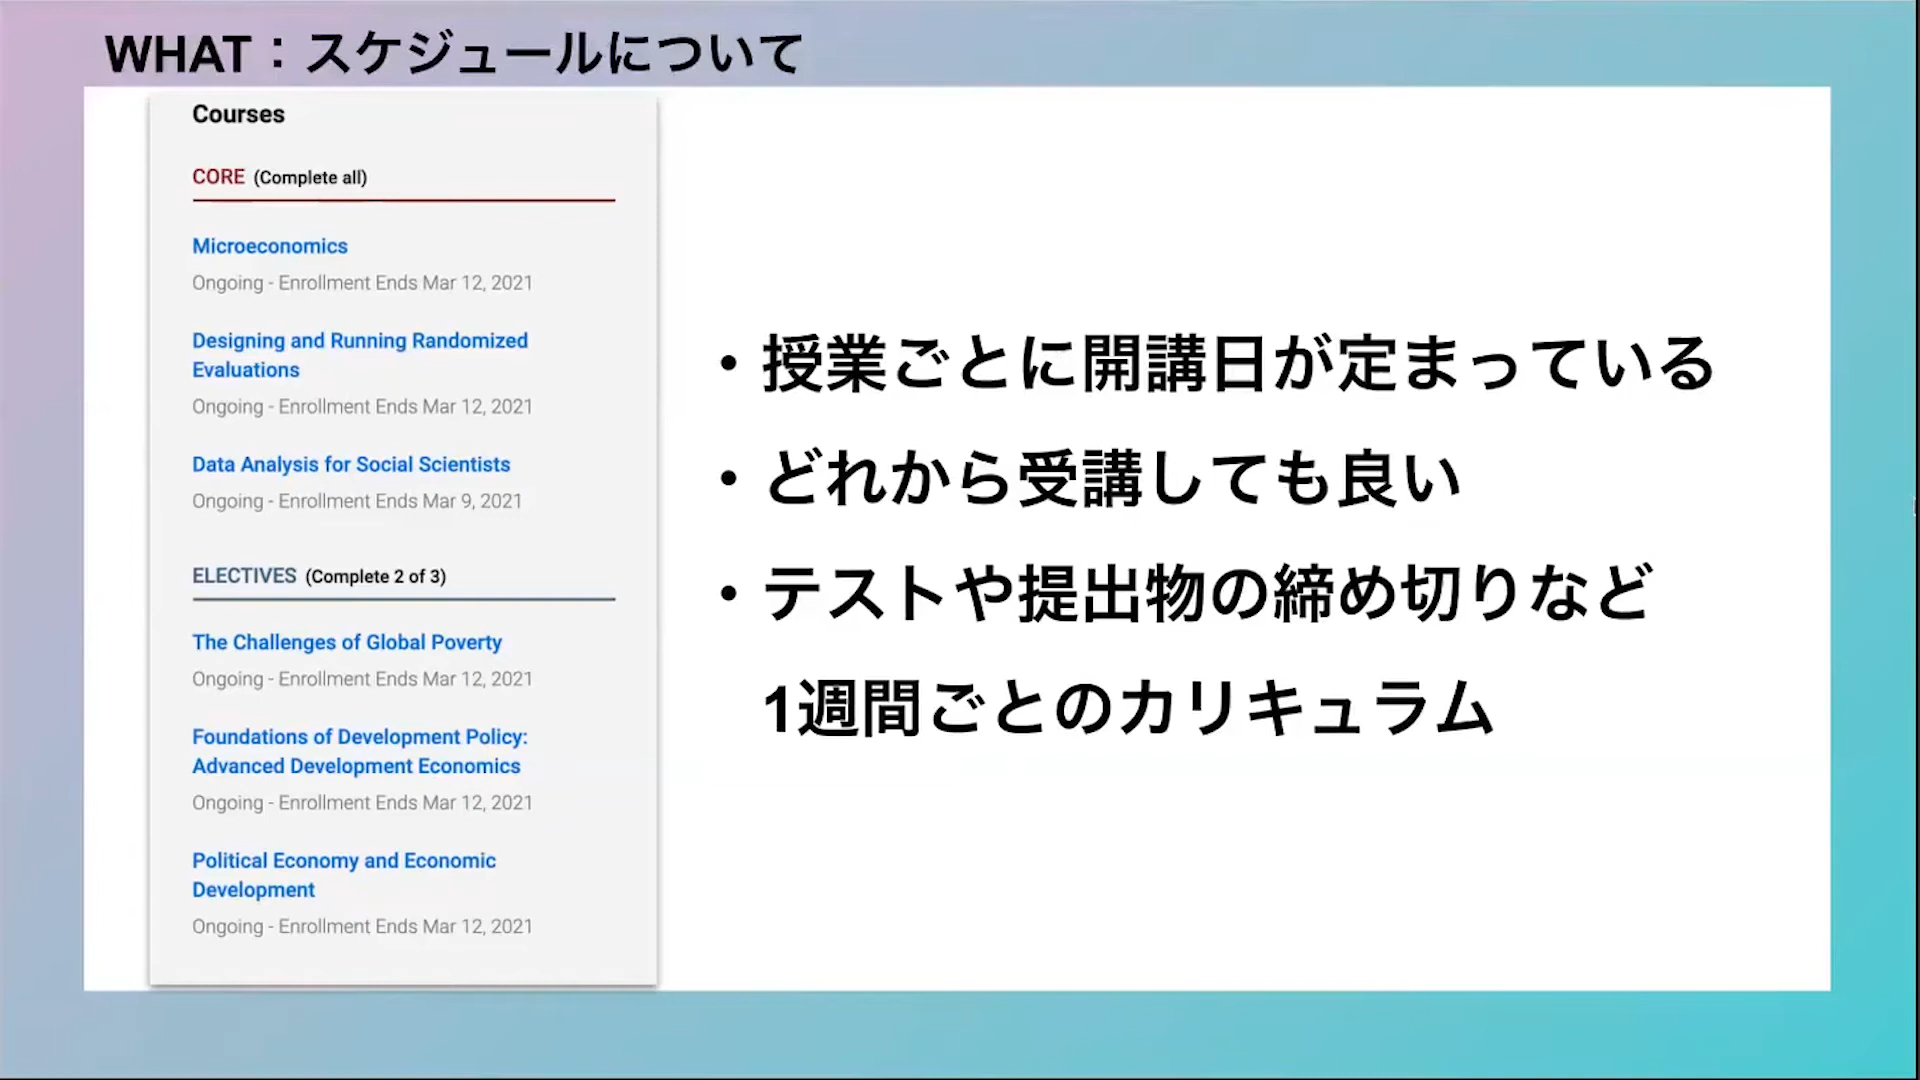 WHAT：スケジュールについて
Courses
CORE (Complete all)
Microeconomics
Ongoing - Enrollment Ends Mar 12, 2021
Designing and Running Randomized
Evaluations
Ongoing - Enrollment Ends Mar 12, 2021
Data Analysis for Social Scientists
Ongoing - Enrollment Ends Mar 9, 2021
ELECTIVES (Complete 2 of 3)
The Challenges of Global Poverty
Ongoing - Enrollment Ends Mar 12, 2021
Foundations of Development Policy:
Advanced Development Economics
Ongoing - Enrollment Ends Mar 12, 2021
Political Economy and Economic
Development
Ongoing - Enrollment Ends Mar 12, 2021
・授業ごとに開講日が定まっている
・どれから受講しても良い
・テストや提出物の締め切りなど
1週間ごとのカリキュラム